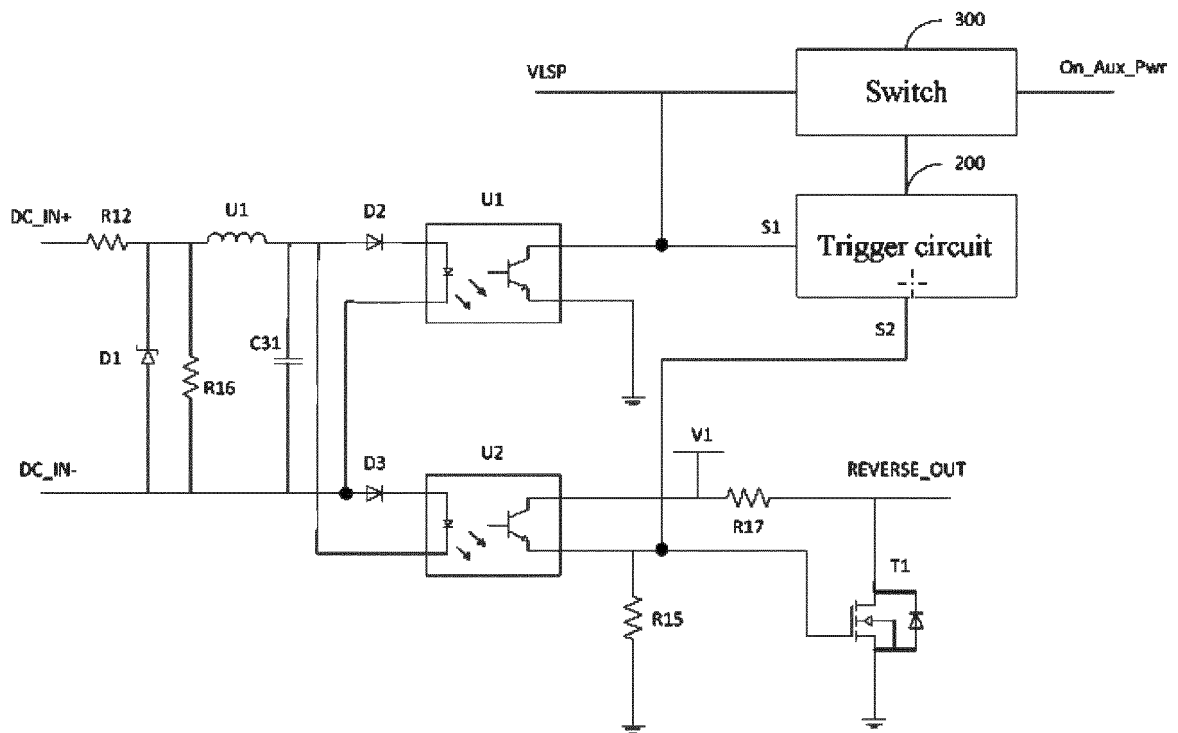 300
VLSP
On_Aux_Pwr
Switch
200
DC_IN+
R12
U1
D2
U1
S1
Trigger circuit
S2
D1
R16
C31
V1
DC_IN-
D3
U2
REVERSE_OUT
R17
T1
R15